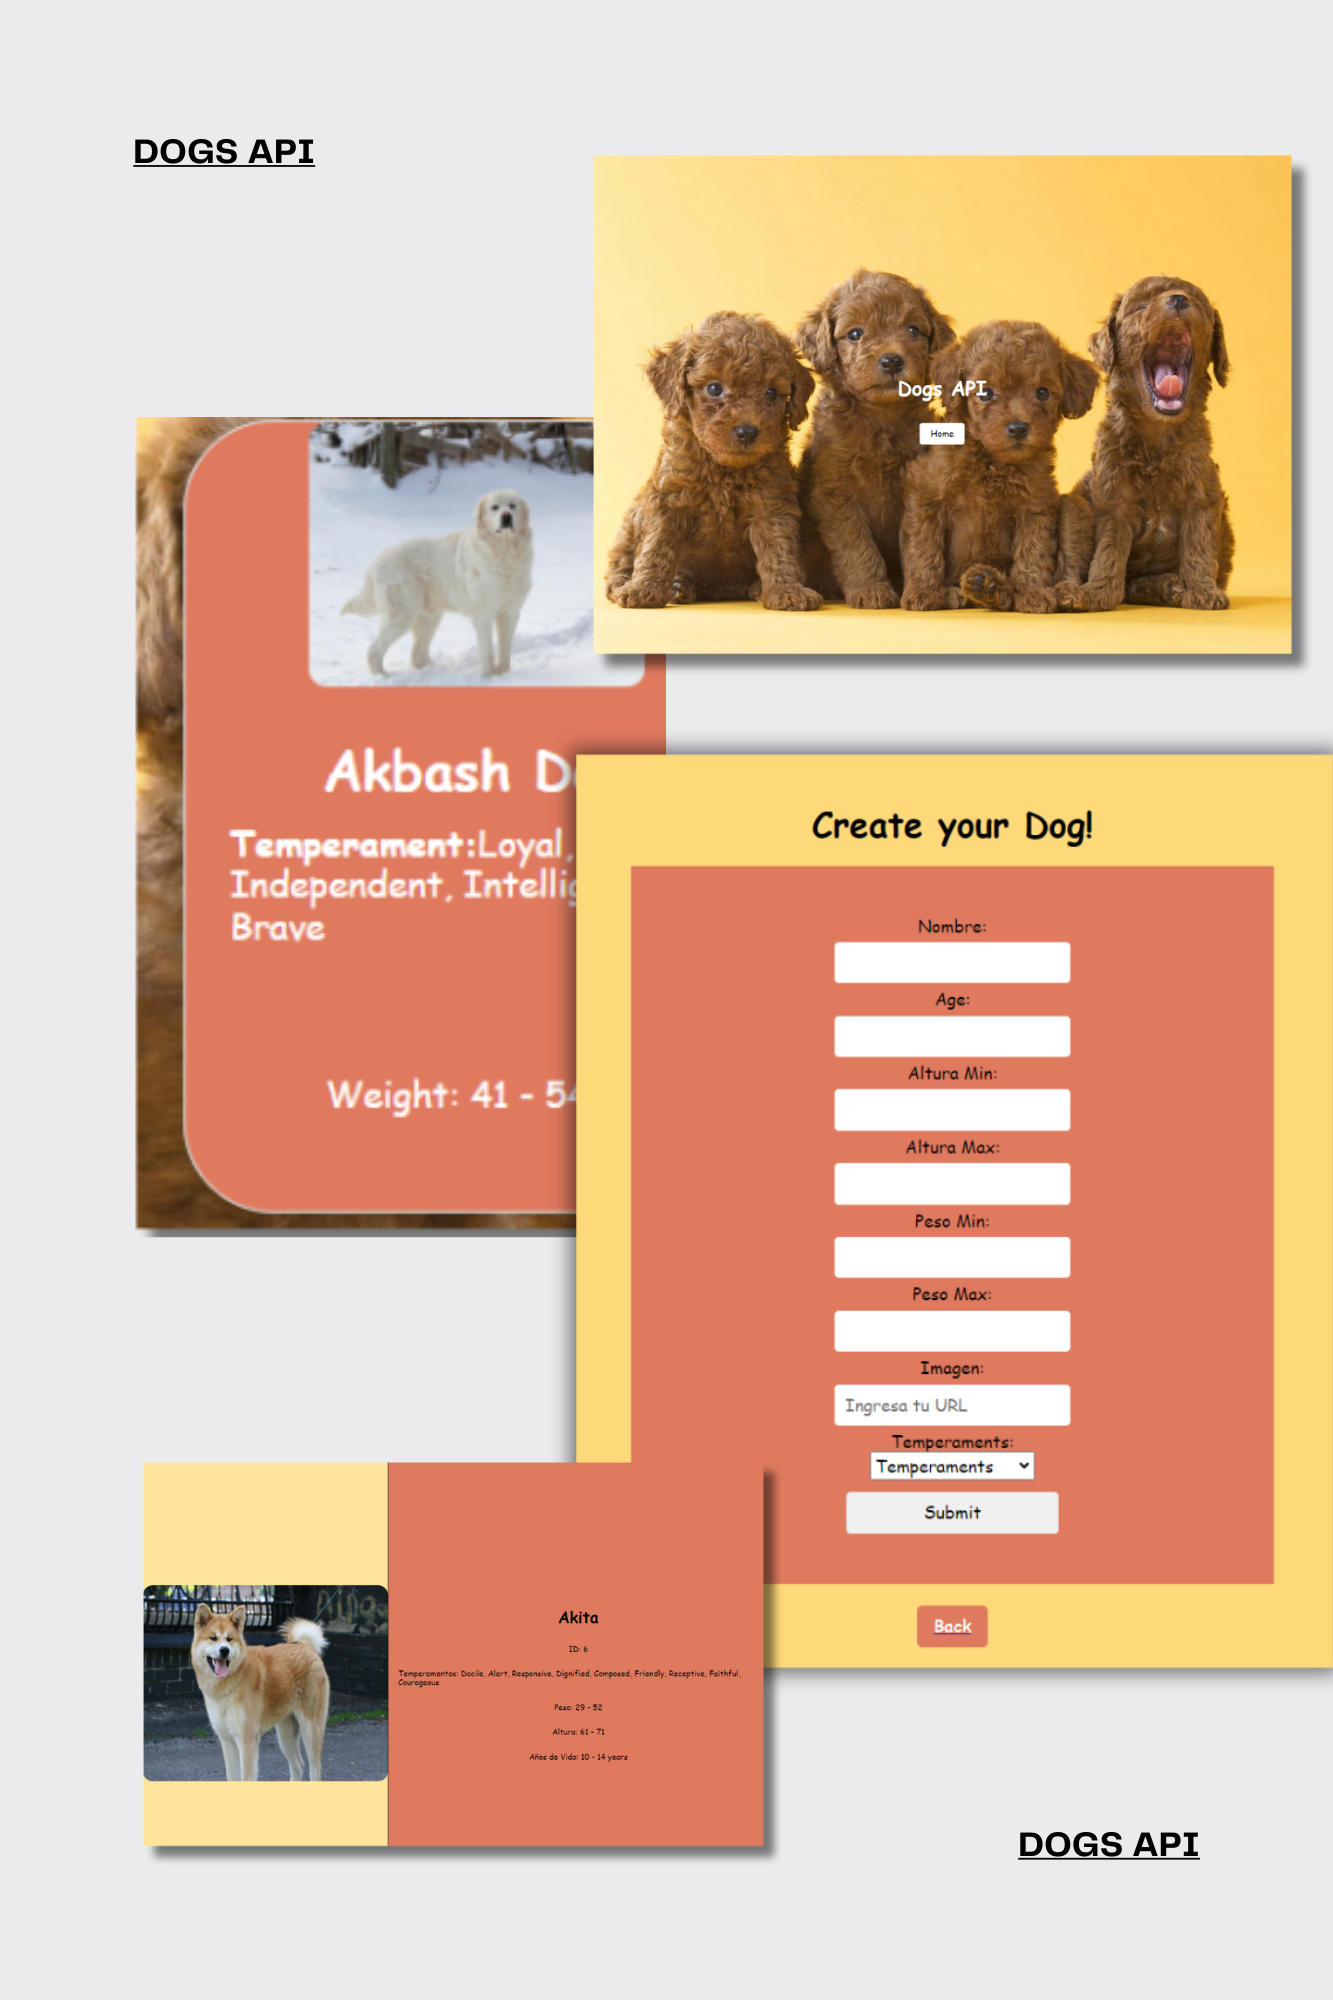 DOGS API
Dogs API
Home
Akbash
Temperament:Loyal,
Independent,
Brave
Weight: 41 -
Create your Dog!
Nombre:
Age:
Altura Min:
Altura Max:
Peso Min:
Peso Max:
Imagen:
Ingresa tu URL
Temperaments:
Temperaments
Submit
Back
Akita
ID: 6
Temperamentos: Docile, Alert, Responsive, Dignified, Composed, Friendly, Receptive, Faithful,
Courageous
Peso: 29 - 52
Altura: 61 - 71
Años de Vida: 10 - 14 years
DOGS API